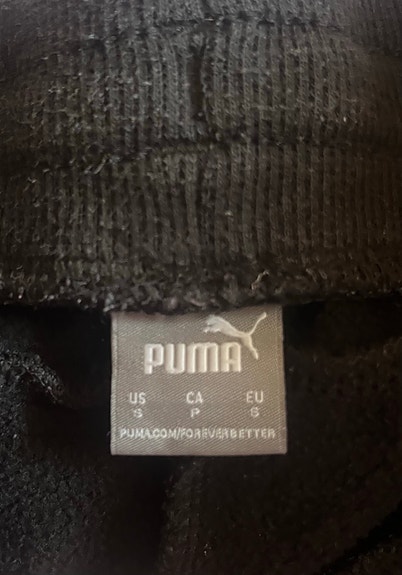 PUMA
US CA EU
S P S
PUMA.COM/FOREVERBETTER